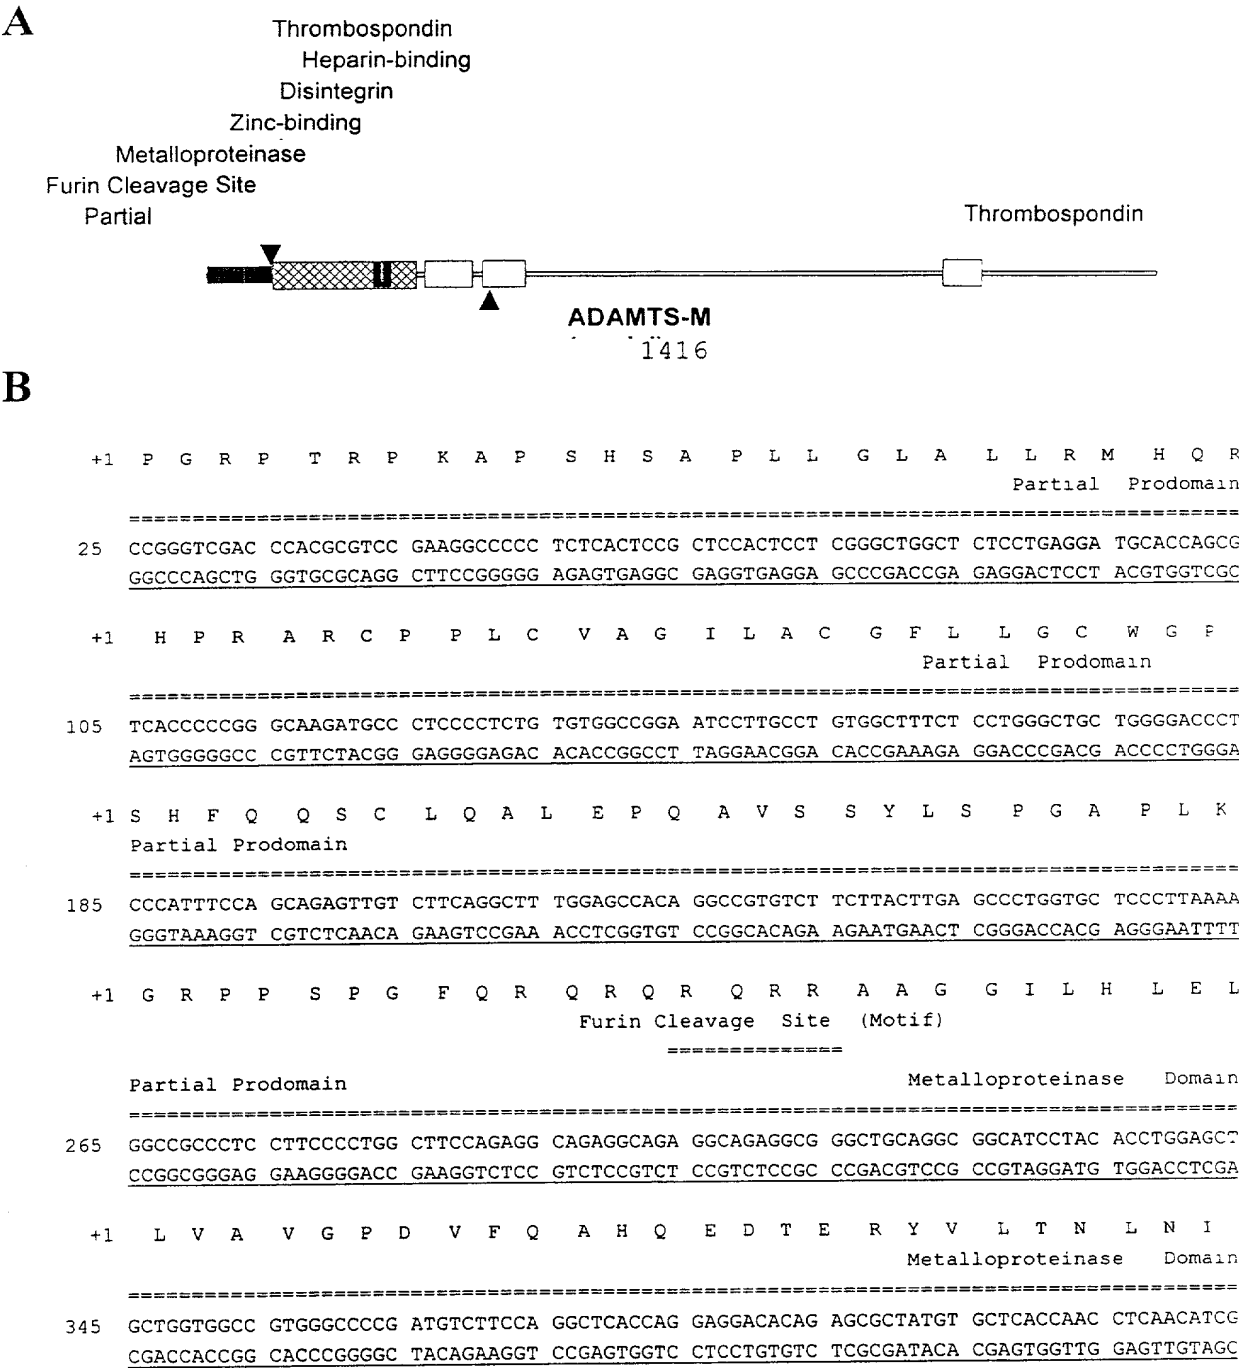 A
Thrombospondin
Heparin-binding
Disintegrin
Zinc-binding
Metalloproteinase
Furin Cleavage Site
Partial
Thrombospondin
ADAMTS-M
1416
B
+1 P G R P T R P K A P S H S A P L L G L A L L R M H Q R
Partial Prodomain
25 CCGGGTCGAC CCACGCGTCC GAAGGCCCCC TCTCACTCCG CTCCACTCCT CGGGCTGGCT CTCCTGAGGA TGCACCAGCG
GGCCCAGCTG GGTGCGCAGG CTTCCGGGGG AGAGTGAGGC GAGGTGAGGA GCCCGACCGA GAGGACTCCT ACGTGGTCGC
+1 H P R A R C P P L C V A G I L A C G F L L G C W G P
Partial Prodomain
105 TCACCCCCGG GCAAGATGCC CTCCCCTCTG TGTGGCCGGA ATCCTTGCCT GTGGCTTTCT CCTGGGCTGC TGGGGACCCT
AGTGGGGGCC CGTTCTACGG GAGGGGAGAC ACACCGGCCT TAGGAACGGA CACCGAAAGA GGACCCGACG ACCCCTGGGA
+1 S H F Q Q S C L Q A L E P Q A V S S Y L S P G A P L K
Partial Prodomain
185 CCCATTTCCA GCAGAGTTGT CTTCAGGCTT TGGAGCCACA GGCCGTGTCT TCTTACTTGA GCCCTGGTGC TCCCTTAAAA
GGGTAAAGGT CGTCTCAACA GAAGTCCGAA ACCTCGGTGT CCGGCACAGA AGAATGAACT CGGGACCACG AGGGAATTTT
+1 G R P P S P G F Q R Q R Q R Q R R A A G G I L H L E L
Furin Cleavage Site (Motif)
Partial Prodomain Metalloproteinase Domain
265 GGCCGCCCTC CTTCCCCTGG CTTCCAGAGG CAGAGGCAGA GGCAGAGGCG GGCTGCAGGC GGCATCCTAC ACCTGGAGCT
CCGGCGGGAG GAAGGGGACC GAAGGTCTCC GTCTCCGTCT CCGTCTCCGC CCGACGTCCG CCGTAGGATG TGGACCTCGA
+1 L V A V G P D V F Q A H Q E D T E R Y V L T N L N I
Metalloproteinase Domain
345 GCTGGTGGCC GTGGGCCCCG ATGTCTTCCA GGCTCACCAG GAGGACACAG AGCGCTATGT GCTCACCAAC CTCAACATCG
CGACCACCGG CACCCGGGGC TACAGAAGGT CCGAGTGGTC CTCCTGTGTC TCGCGATACA CGAGTGGTTG GAGTTGTAGC